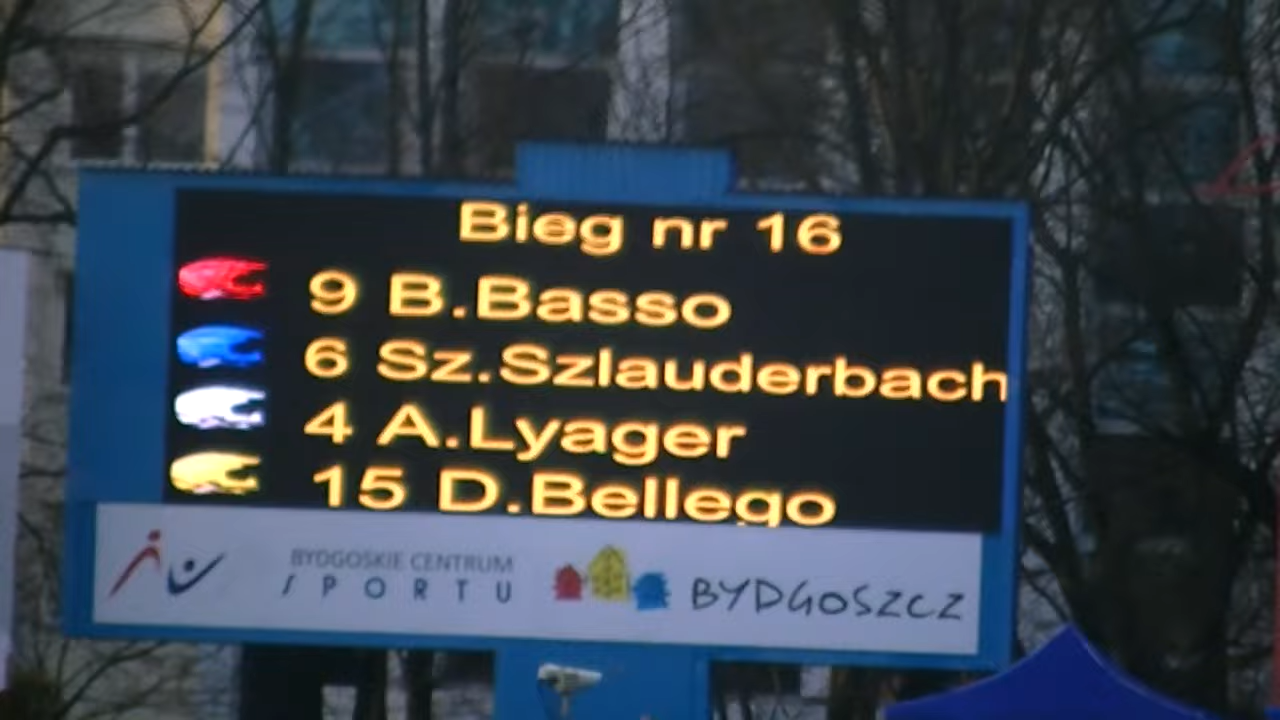 Bieg nr 16
9 B.Basso
6 Sz.Szlauderbach
4 A.Lyager
15 D.Bellego
BYDGOSKIE CENTRUM
SPORTU
BYDGOSZCZ